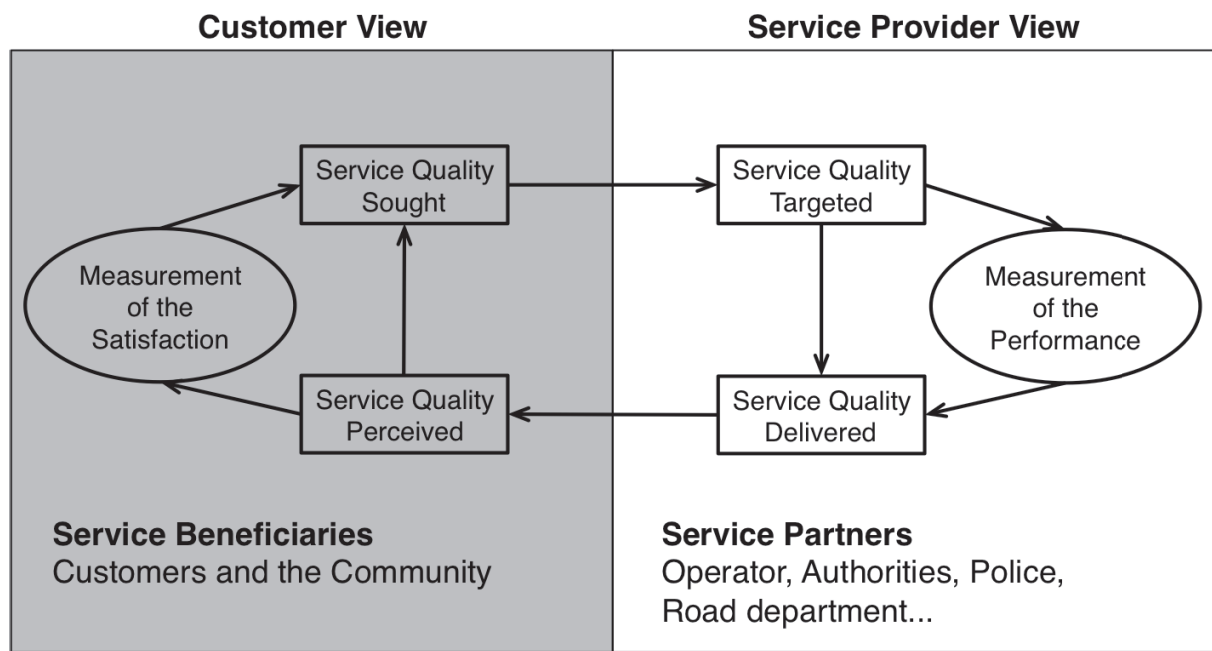 Customer View
Service Provider View
Service Quality
Sought
Service Quality
Targeted
Measurement
of the
Satisfaction
Measurement
of the
Performance
Service Quality
Perceived
Service Quality
Delivered
Service Beneficiaries
Customers and the Community
Service Partners
Operator, Authorities, Police,
Road department...